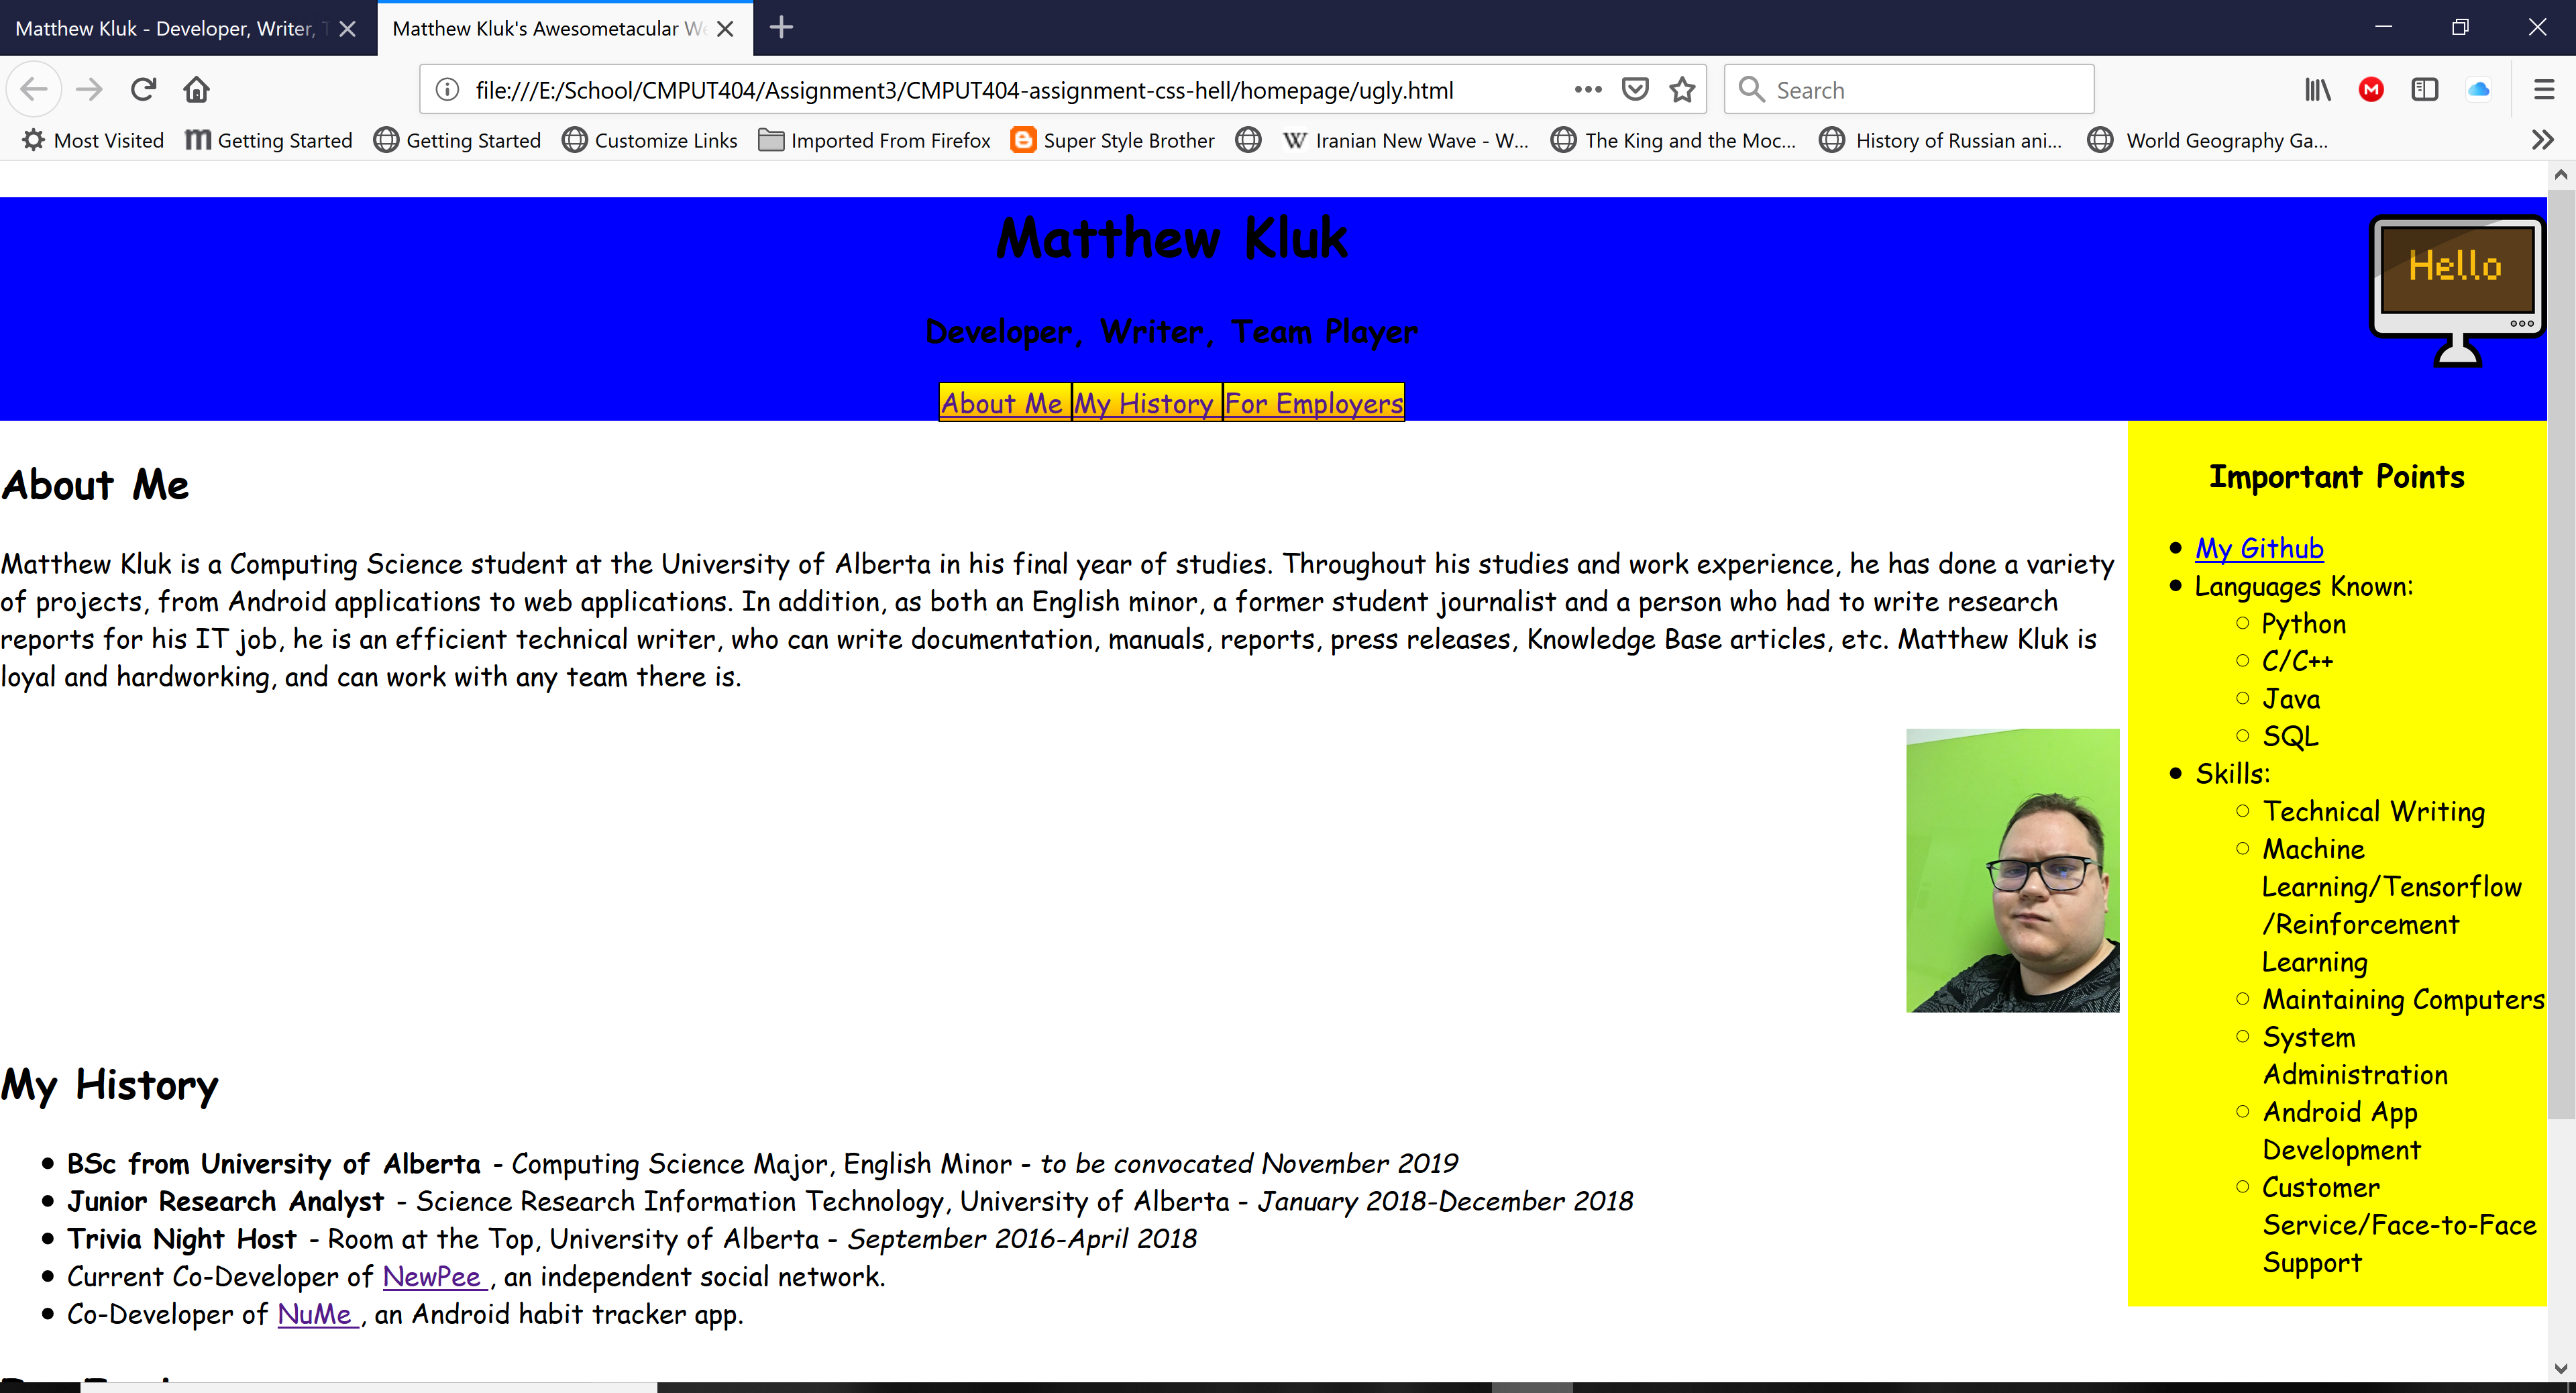 Matthew Kluk - Developer, Writer,
Matthew Kluk's Awesometacular
file:///E:/School/CMPUT404/Assignment3/CMPUT404-assignment-css-hell/homepage/ugly.html
Search
Most Visited
Getting Started
Getting Started
Customize Links
Imported From Firefox
Super Style Brother
Iranian New Wave - W...
The King and the Moc...
History of Russian ani...
World Geography Ga...
Matthew Kluk
Hello
Developer, Writer, Team Player
About Me My History For Employers
About Me
Matthew Kluk is a Computing Science student at the University of Alberta in his final year of studies. Throughout his studies and work experience, he has done a variety
of projects, from Android applications to web applications. In addition, as both an English minor, a former student journalist and a person who had to write research
reports for his IT job, he is an efficient technical writer, who can write documentation, manuals, reports, press releases, Knowledge Base articles, etc. Matthew Kluk is
loyal and hardworking, and can work with any team there is.
My History
BSc from University of Alberta - Computing Science Major, English Minor - to be convocated November 2019
Junior Research Analyst - Science Research Information Technology, University of Alberta - January 2018-December 2018
Trivia Night Host - Room at the Top, University of Alberta - September 2016-April 2018
Current Co-Developer of NewPee , an independent social network.
Co-Developer of NuMe , an Android habit tracker app.
Important Points
My Github
Languages Known:
Python
C/C++
Java
SQL
Skills:
Technical Writing
Machine
Learning/Tensorflow
/Reinforcement
Learning
Maintaining Computers
System
Administration
Android App
Development
Customer
Service/Face-to-Face
Support